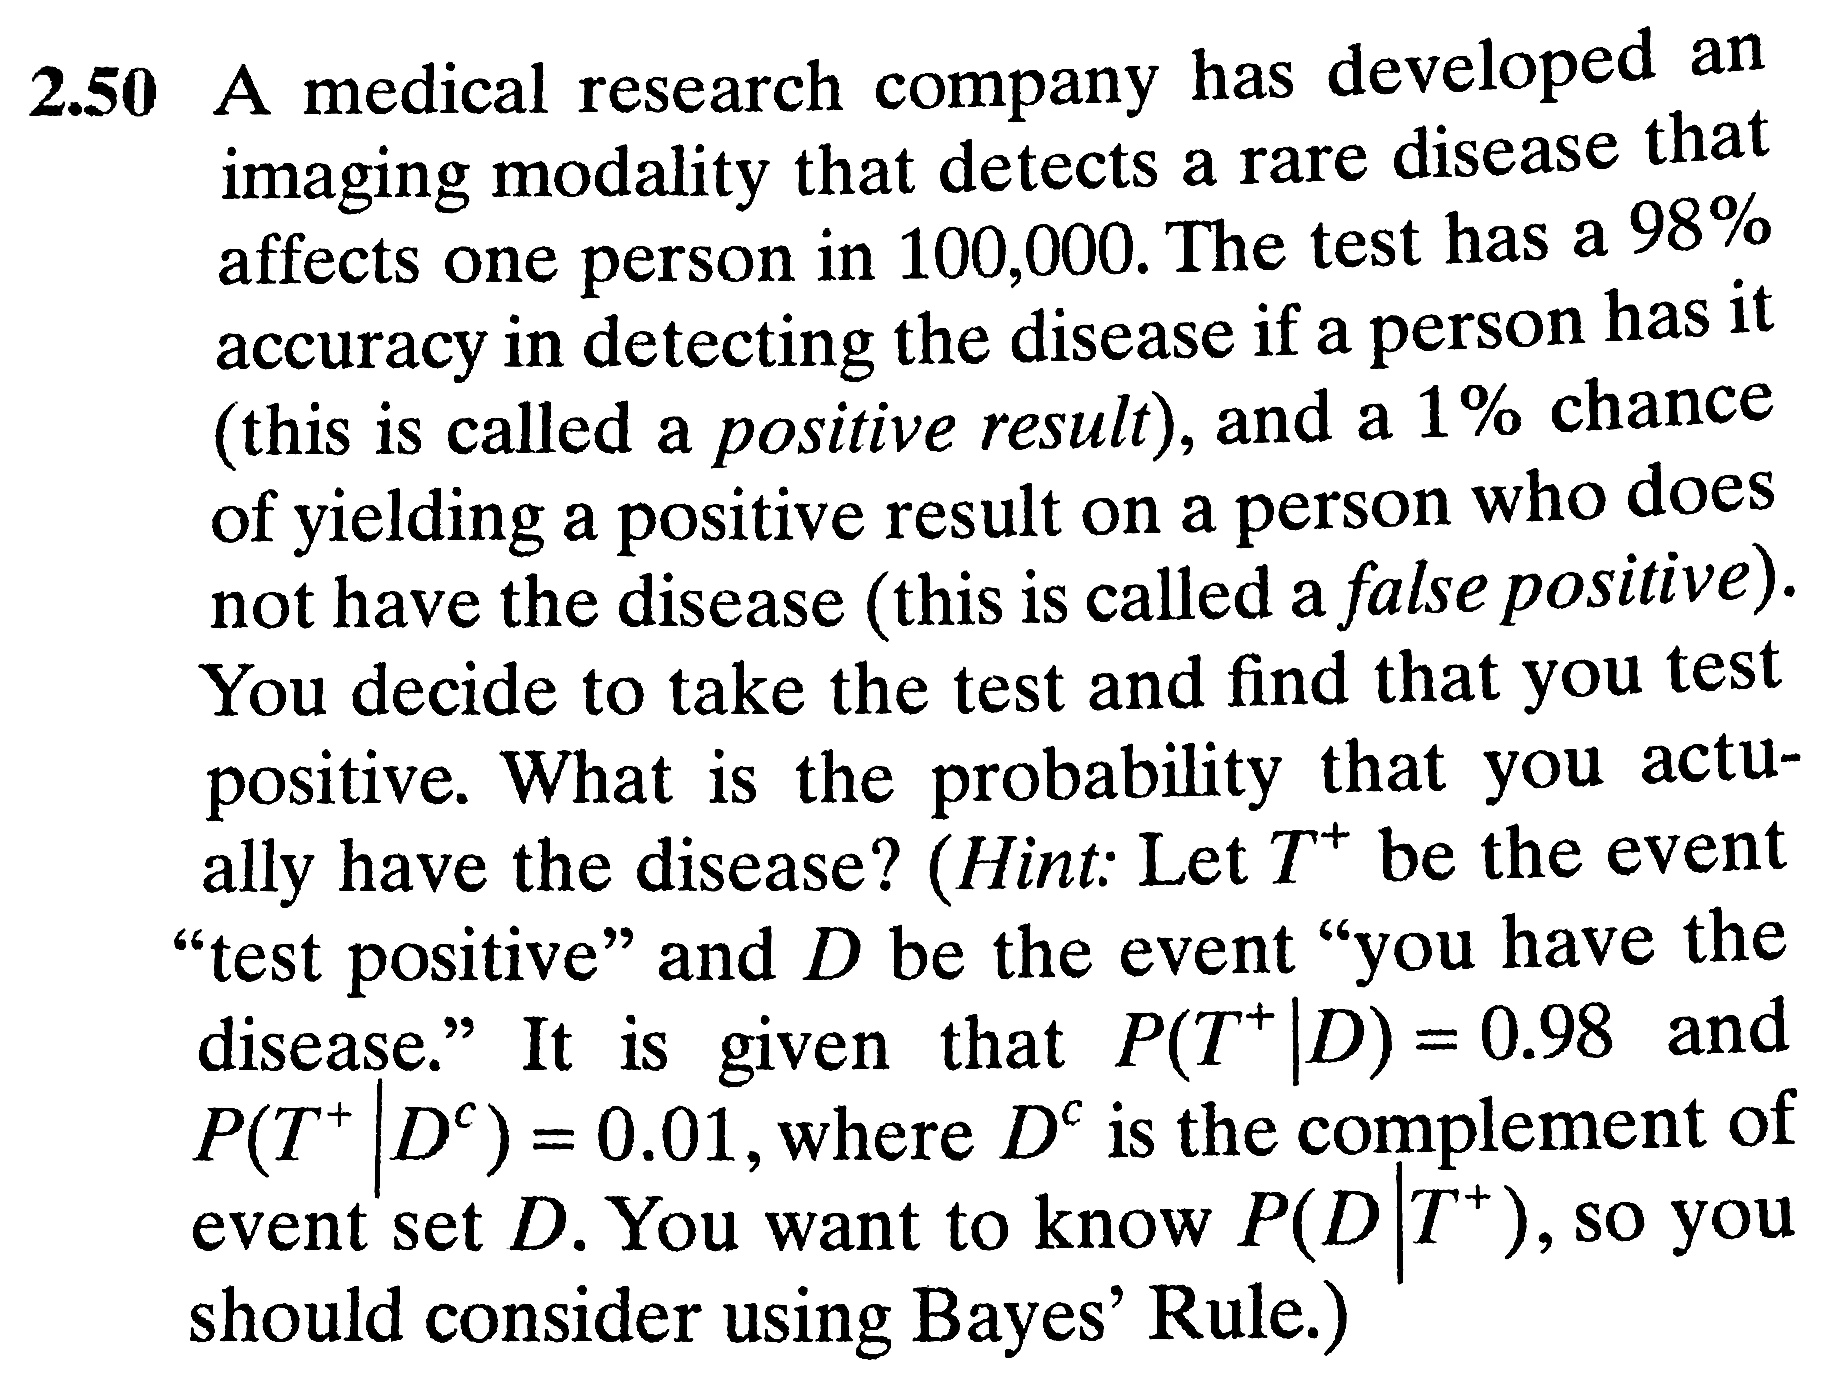 2.50 A medical research company has developed an
imaging modality that detects a rare disease that
affects one person in 100,000. The test has a 98%
accuracy in detecting the disease if a person has it
(this is called a positive result), and a 1% chance
of yielding a positive result on a person who does
not have the disease (this is called a false positive).
You decide to take the test and find that you test
positive. What is the probability that you actu-
ally have the disease? (Hint: Let T⁺ be the event
“test positive” and D be the event “you have the
disease.” It is given that P(T⁺|D) = 0.98 and
P(T⁺|Dᶜ) = 0.01, where Dᶜ is the complement of
event set D. You want to know P(D|T⁺), so you
should consider using Bayes’ Rule.)